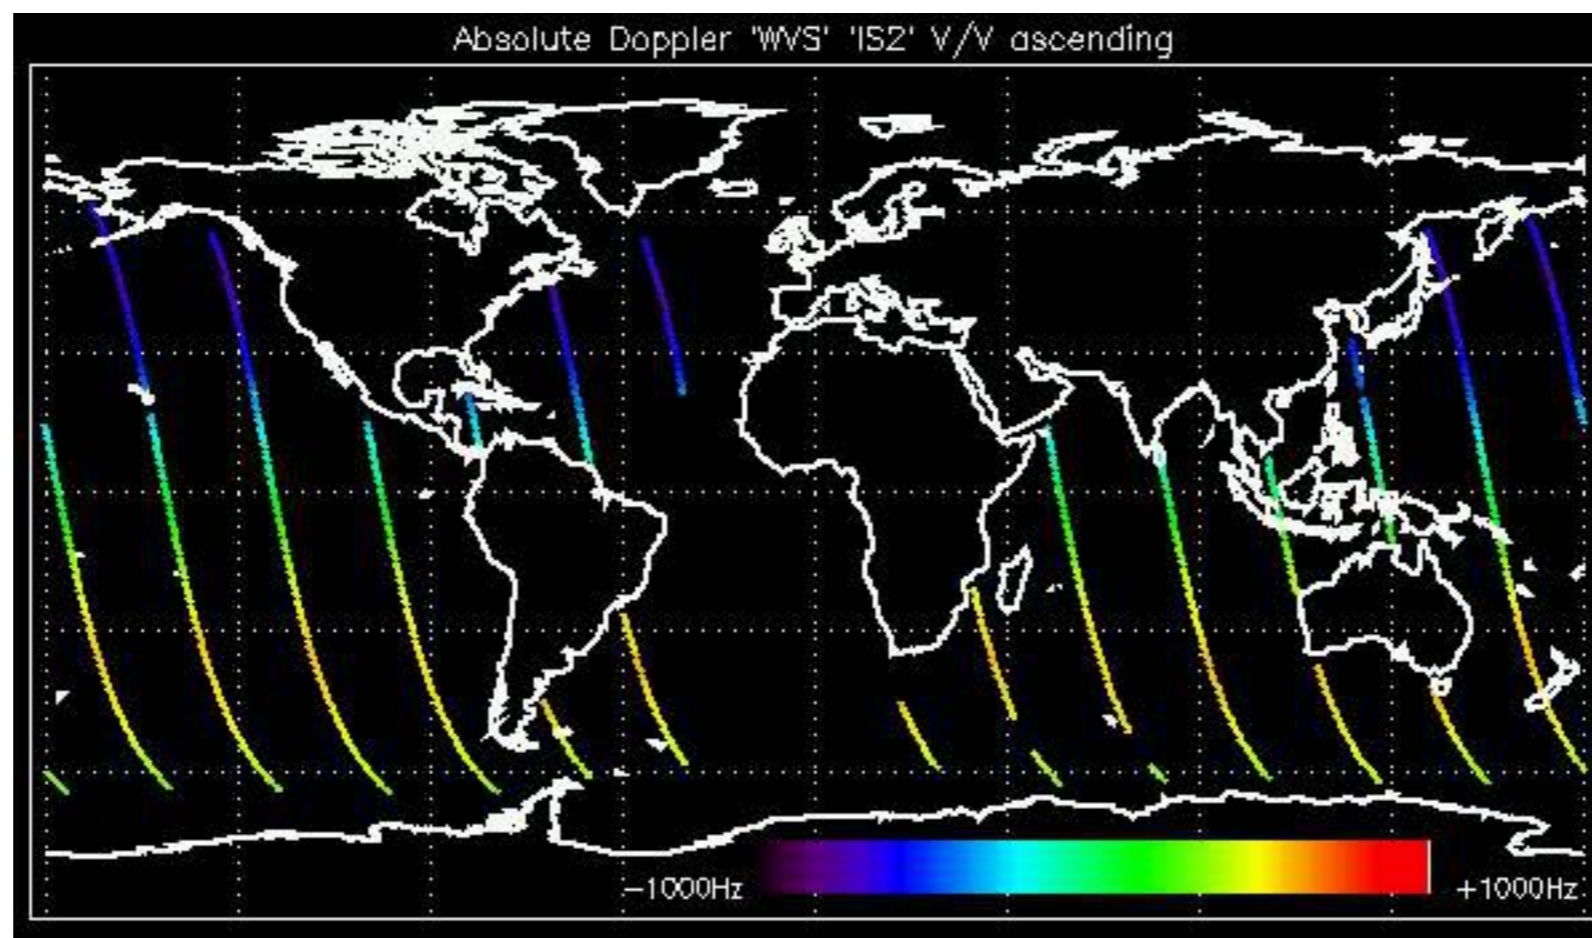 Absolute Doppler 'WVS' 'IS2' V/V ascending
−1000Hz
+1000Hz